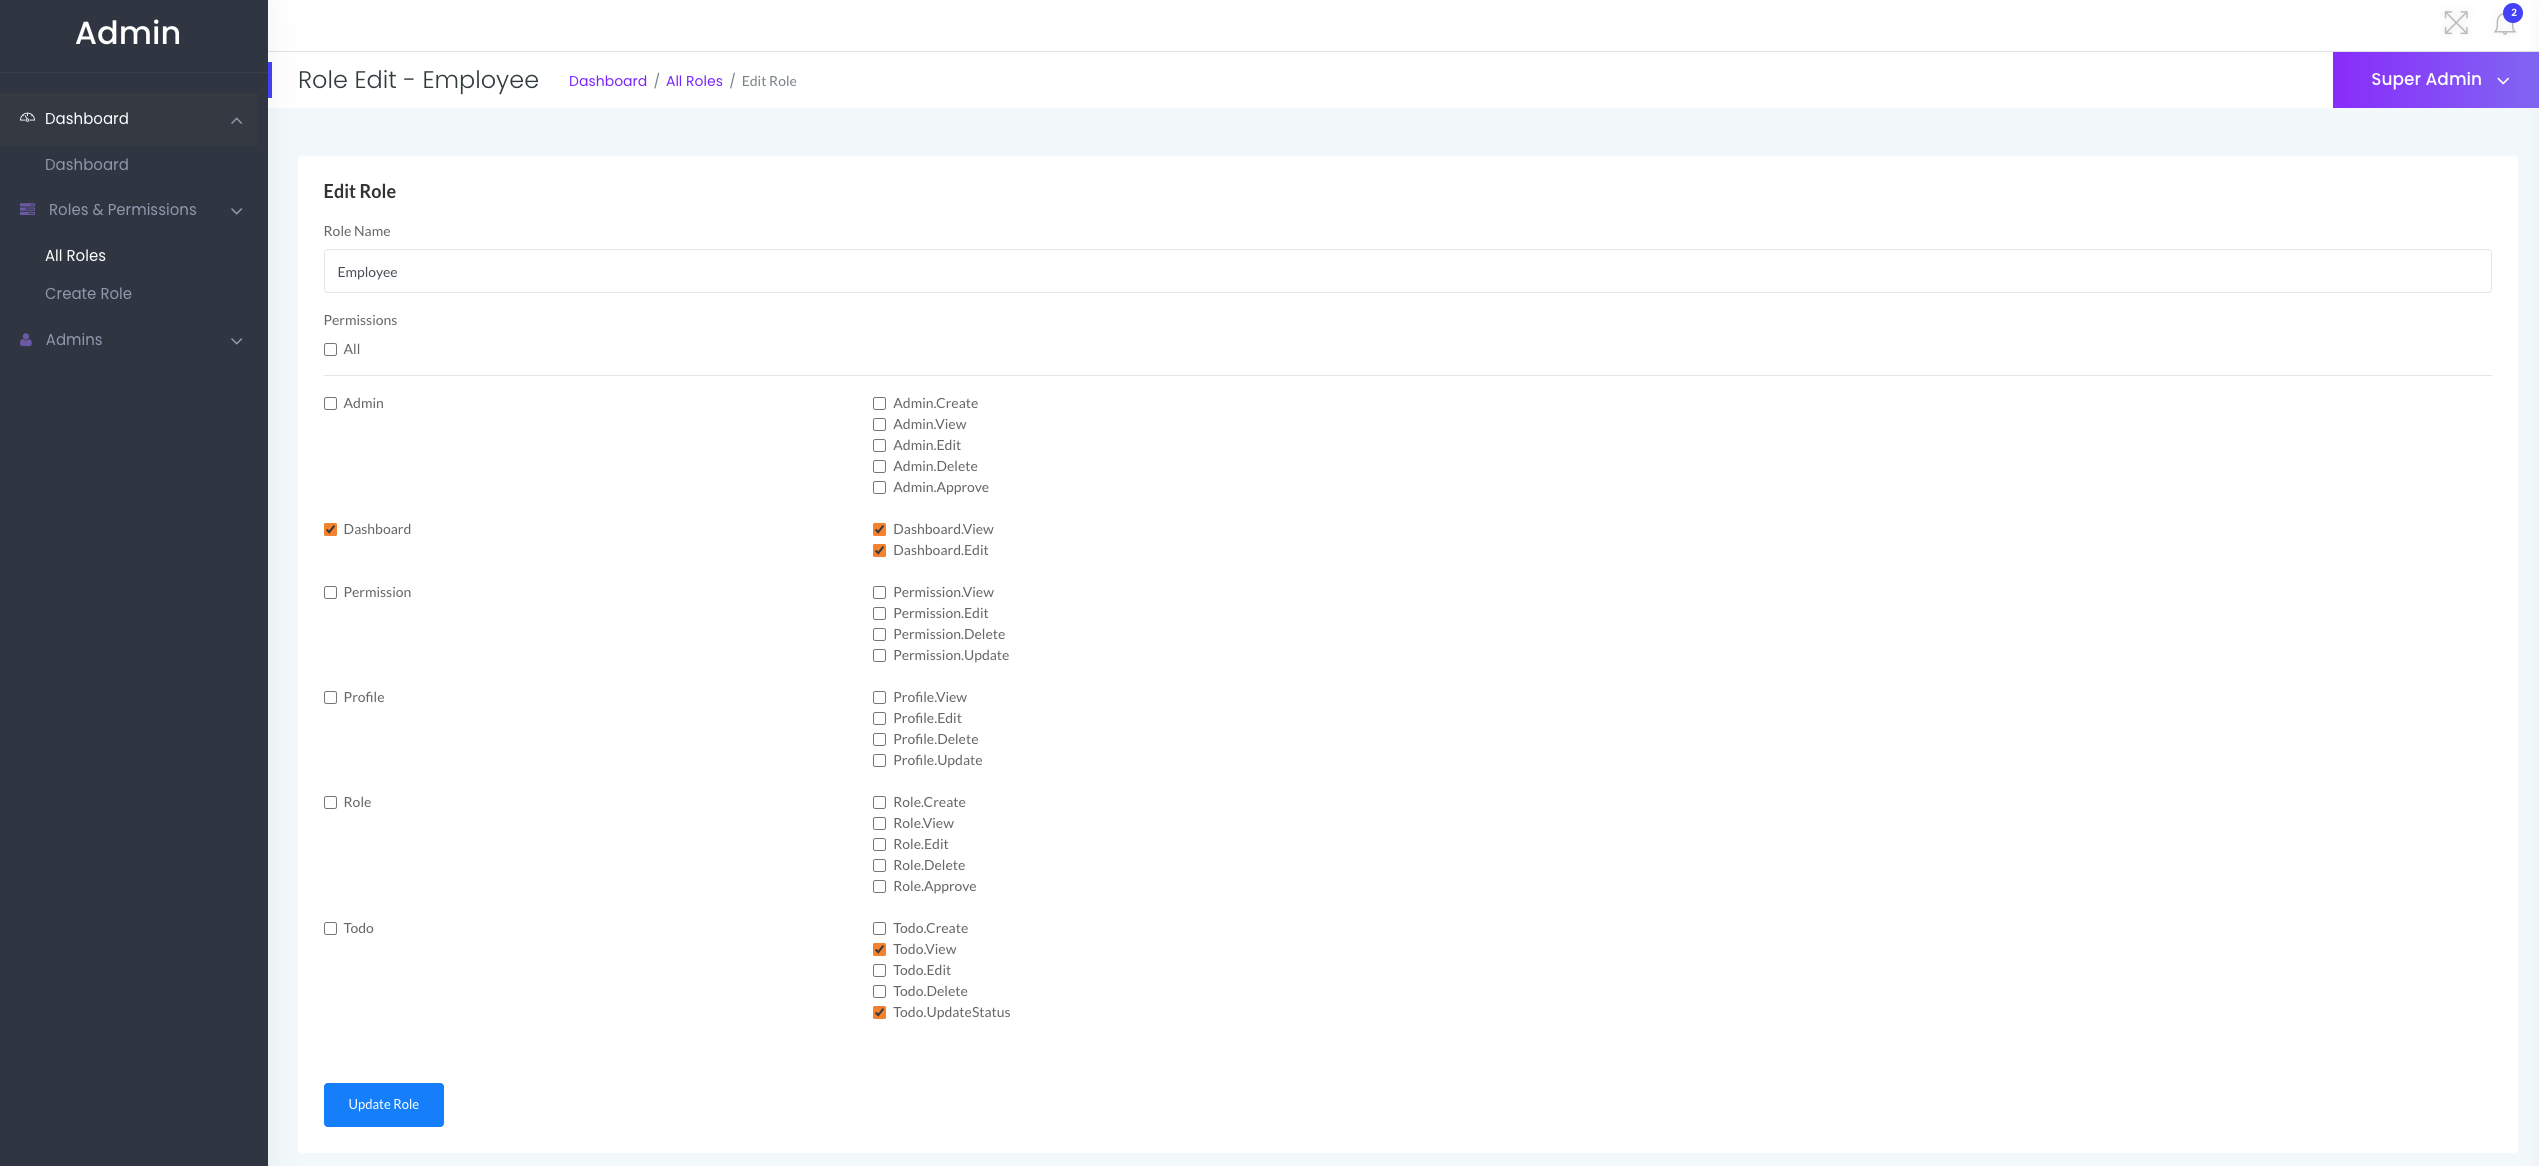 Admin
2
Role Edit - Employee
Dashboard / All Roles / Edit Role
Super Admin
Dashboard
Dashboard
Roles & Permissions
All Roles
Create Role
Admins
Edit Role
Role Name
Employee
Permissions
All
Admin
Admin.Create
Admin.View
Admin.Edit
Admin.Delete
Admin.Approve
Dashboard
Dashboard.View
Dashboard.Edit
Permission
Permission.View
Permission.Edit
Permission.Delete
Permission.Update
Profile
Profile.View
Profile.Edit
Profile.Delete
Profile.Update
Role
Role.Create
Role.View
Role.Edit
Role.Delete
Role.Approve
Todo
Todo.Create
Todo.View
Todo.Edit
Todo.Delete
Todo.UpdateStatus
Update Role